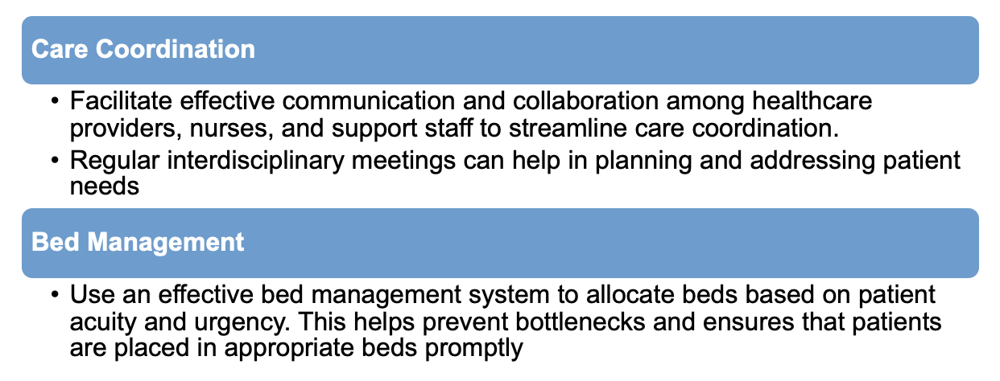 Care Coordination
• Facilitate effective communication and collaboration among healthcare
providers, nurses, and support staff to streamline care coordination.
• Regular interdisciplinary meetings can help in planning and addressing patient
needs
Bed Management
• Use an effective bed management system to allocate beds based on patient
acuity and urgency. This helps prevent bottlenecks and ensures that patients
are placed in appropriate beds promptly